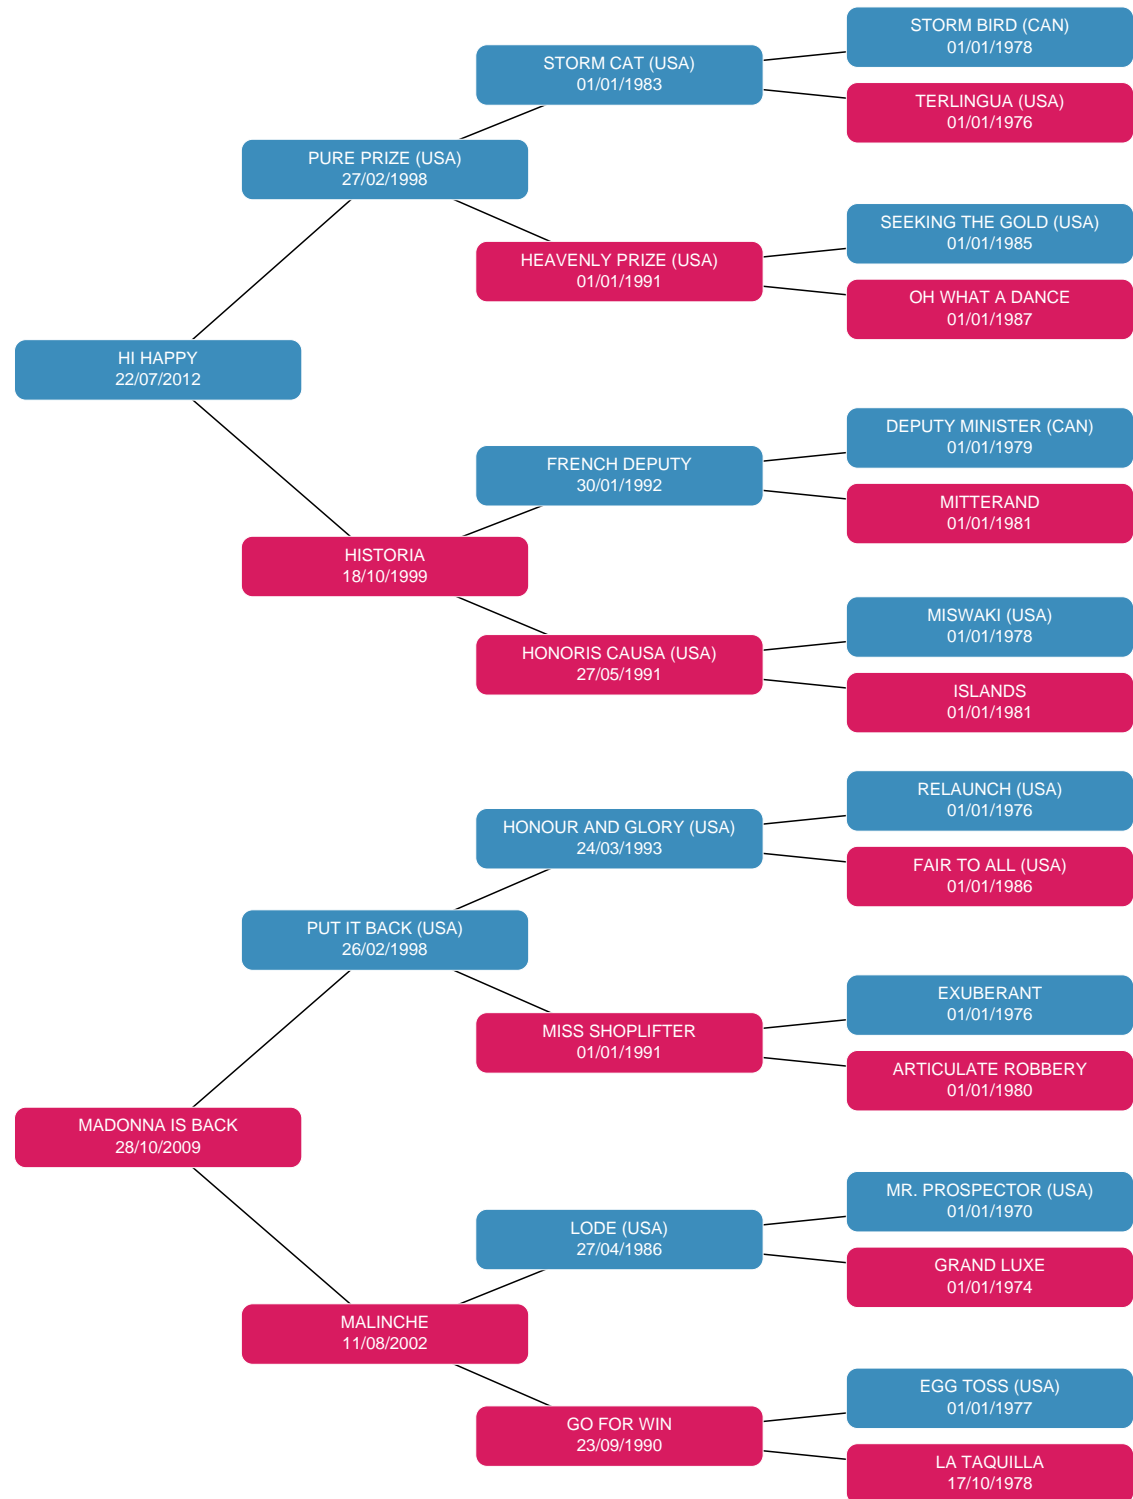 STORM BIRD (CAN)
01/01/1978
STORM CAT (USA)
01/01/1983
TERLINGUA (USA)
01/01/1976
PURE PRIZE (USA)
27/02/1998
SEEKING THE GOLD (USA)
01/01/1985
HEAVENLY PRIZE (USA)
01/01/1991
OH WHAT A DANCE
01/01/1987
HI HAPPY
22/07/2012
DEPUTY MINISTER (CAN)
01/01/1979
FRENCH DEPUTY
30/01/1992
MITTERAND
01/01/1981
HISTORIA
18/10/1999
MISWAKI (USA)
01/01/1978
HONORIS CAUSA (USA)
27/05/1991
ISLANDS
01/01/1981
RELAUNCH (USA)
01/01/1976
HONOUR AND GLORY (USA)
24/03/1993
FAIR TO ALL (USA)
01/01/1986
PUT IT BACK (USA)
26/02/1998
EXUBERANT
01/01/1976
MISS SHOPLIFTER
01/01/1991
ARTICULATE ROBBERY
01/01/1980
MADONNA IS BACK
28/10/2009
MR. PROSPECTOR (USA)
01/01/1970
LODE (USA)
27/04/1986
GRAND LUXE
01/01/1974
MALINCHE
11/08/2002
EGG TOSS (USA)
01/01/1977
GO FOR WIN
23/09/1990
LA TAQUILLA
17/10/1978